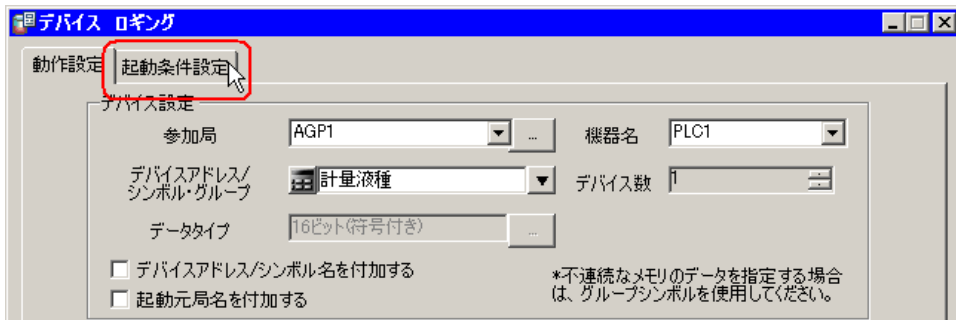 デバイス ロギング
動作設定 起動条件設定
デバイス設定
参加局 AGP1 ... 機器名 PLC1
デバイスアドレス/
シンボル・グループ 計量液種 デバイス数 1
データタイプ 16ビット(符号付き) ...
デバイスアドレス/シンボル名を付加する
起動元局名を付加する
*不連続なメモリのデータを指定する場合
は、グループシンボルを使用してください。